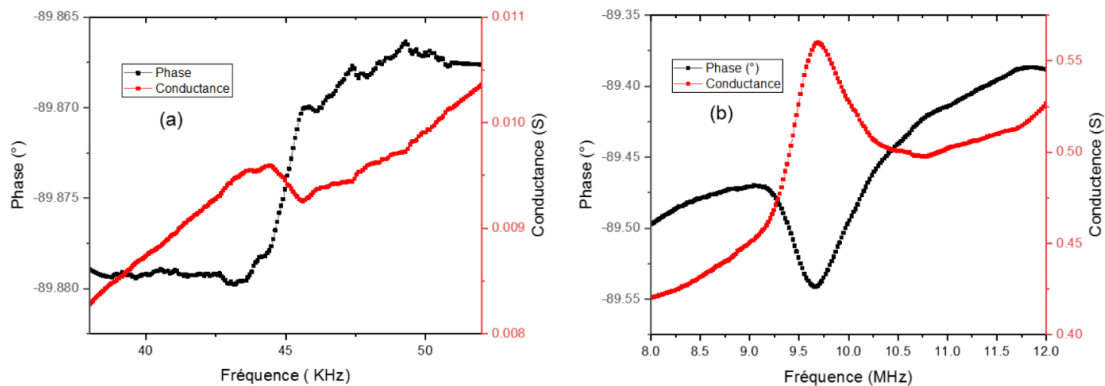 -89.865
-89.870
-89.875
-89.880
Phase (°)
Phase
Conductance
(a)
0.011
0.010
0.009
0.008
Conductance (S)
40
45
50
Fréquence ( KHz)
-89.35
-89.40
-89.45
-89.50
-89.55
Phase (°)
Phase (°)
Conductance
(b)
0.55
0.50
0.45
0.40
Conductence (S)
8.0
8.5
9.0
9.5
10.0
10.5
11.0
11.5
12.0
Fréquence (MHz)